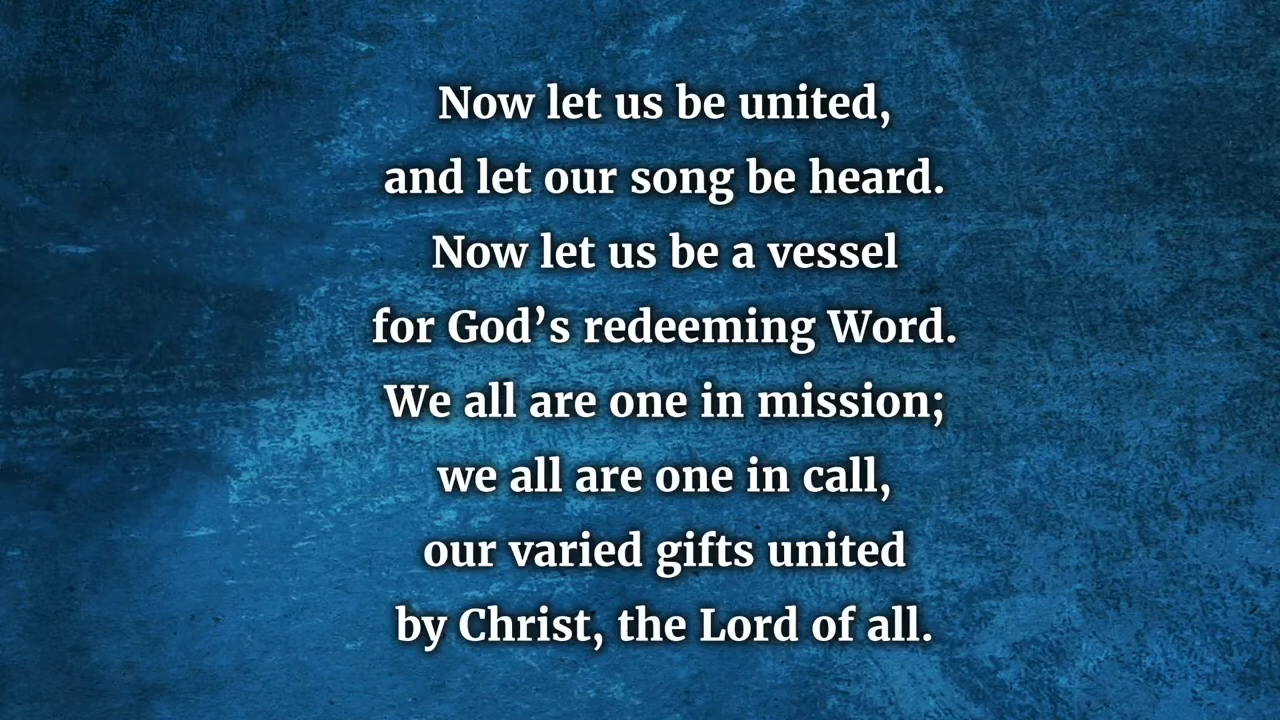 Now let us be united,
and let our song be heard.
Now let us be a vessel
for God’s redeeming Word.
We all are one in mission;
we all are one in call,
our varied gifts united
by Christ, the Lord of all.